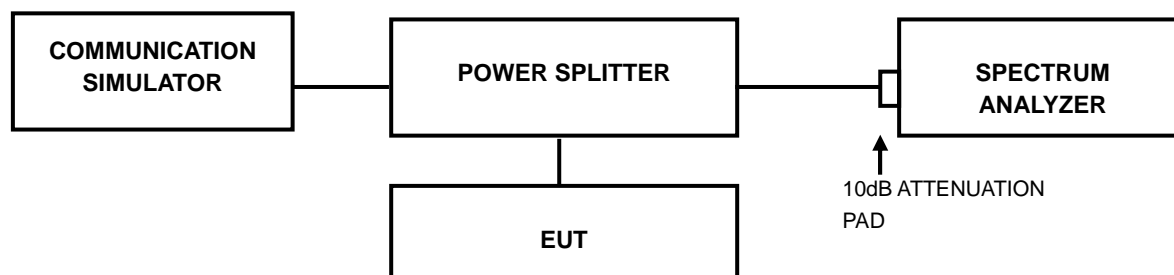 COMMUNICATION
SIMULATOR
POWER SPLITTER
SPECTRUM
ANALYZER
10dB ATTENUATION
PAD
EUT